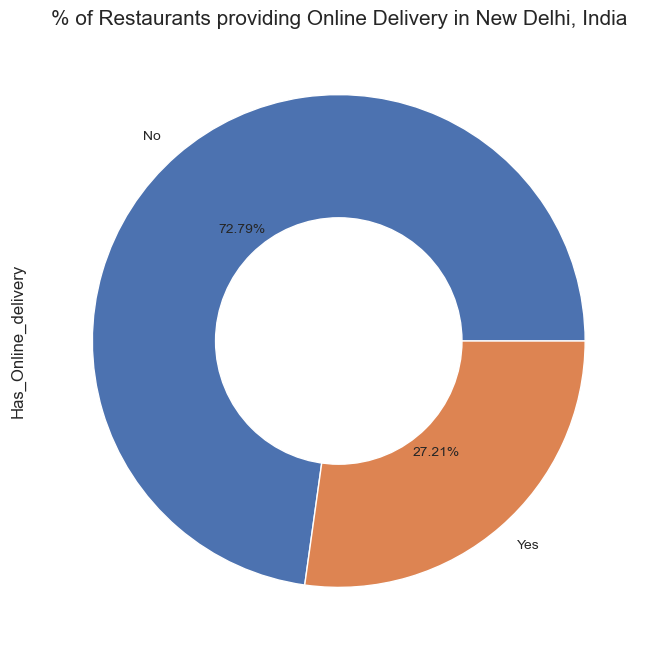 % of Restaurants providing Online Delivery in New Delhi, India
No
72.79%
Has_Online_delivery
27.21%
Yes